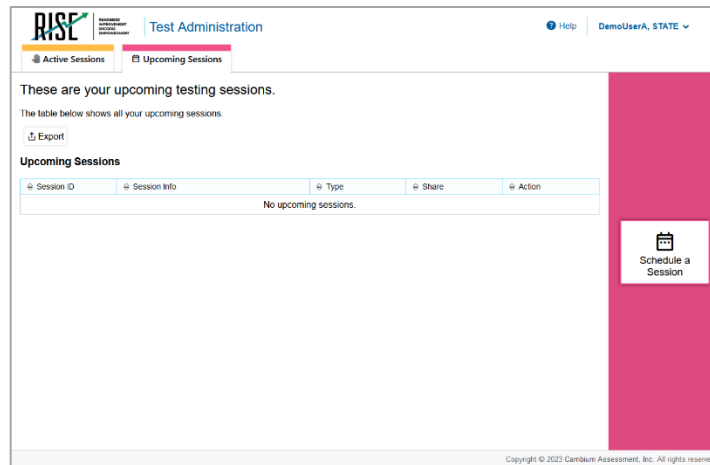 RISE READINESS IMPROVEMENT SUCCESS EMPOWERMENT Test Administration Help DemoUserA, STATE
Active Sessions Upcoming Sessions
These are your upcoming testing sessions.
The table below shows all your upcoming sessions.
Export
Upcoming Sessions
Session ID Session Info Type Share Action
No upcoming sessions.
Schedule a
Session
Copyright © 2023 Cambium Assessment, Inc. All rights reserve